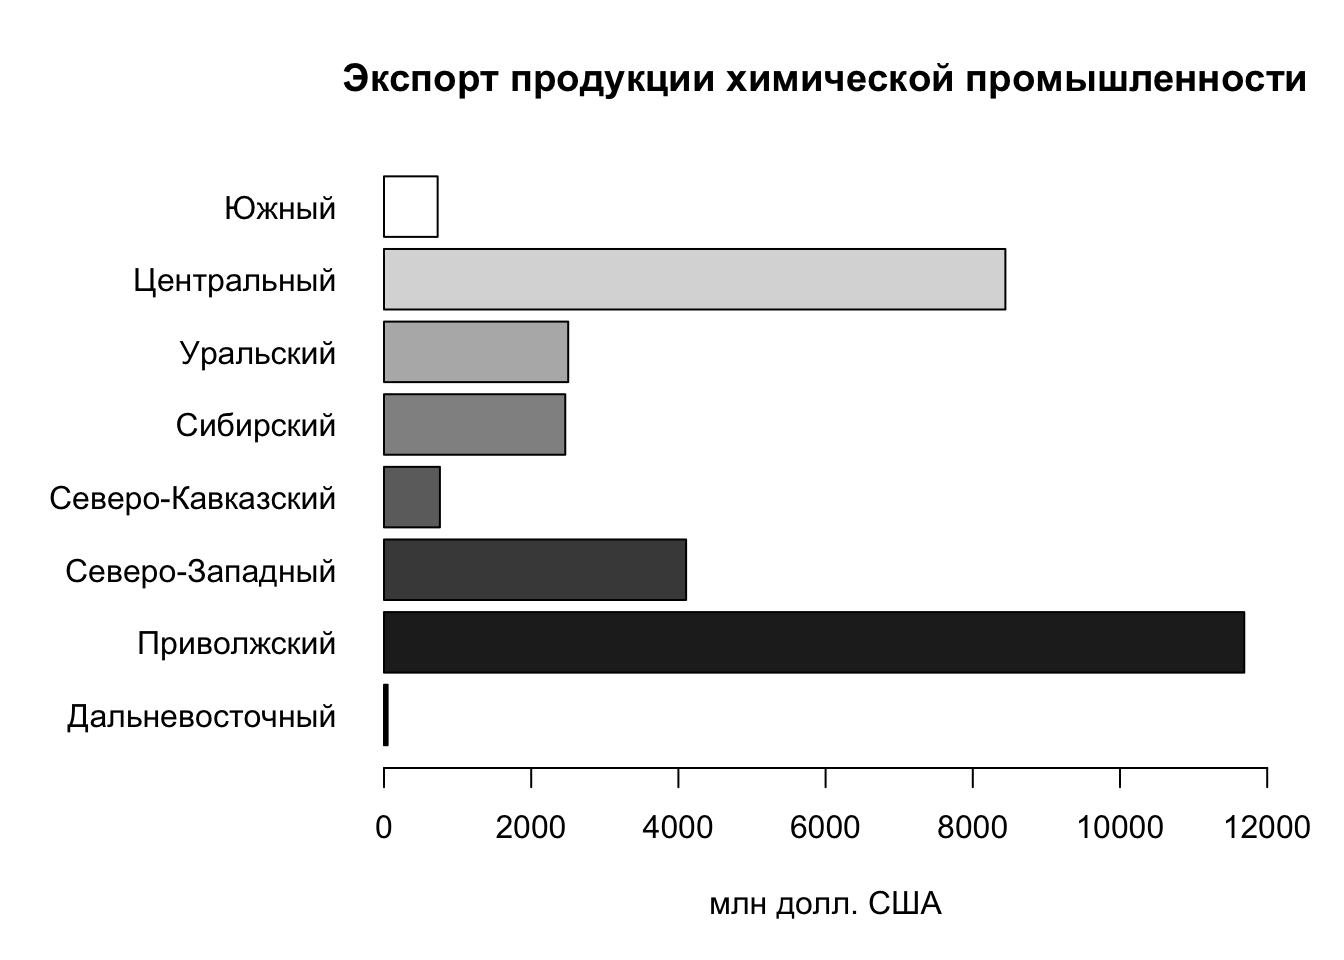 Экспорт продукции химической промышленности
Южный
Центральный
Уральский
Сибирский
Северо-Кавказский
Северо-Западный
Приволжский
Дальневосточный
0 2000 4000 6000 8000 10000 12000
млн долл. США